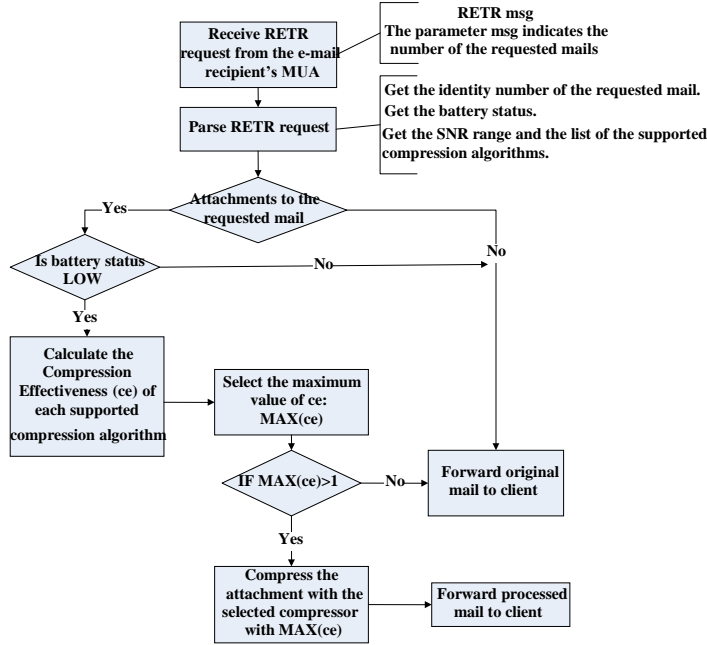 Receive RETR
request from the e-mail
recipient's MUA
RETR msg
The parameter msg indicates the
number of the requested mails
Parse RETR request
Get the identity number of the requested mail.
Get the battery status.
Get the SNR range and the list of the supported
compression algorithms.
Attachments to the
requested mail
Yes
No
Is battery status
LOW
No
Yes
Calculate the
Compression
Effectiveness (ce) of
each supported
compression algorithm
Select the maximum
value of ce:
MAX(ce)
IF MAX(ce)>1
No
Forward original
mail to client
Yes
Compress the
attachment with the
selected compressor
with MAX(ce)
Forward processed
mail to client